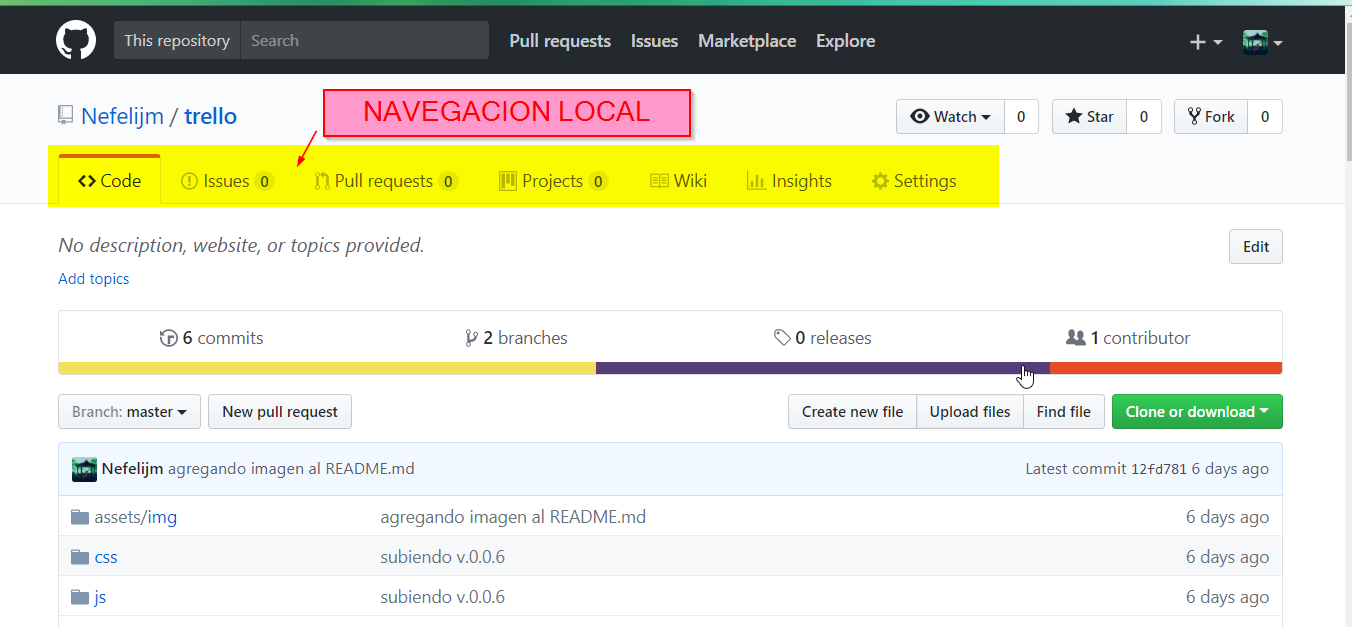 This repository Search Pull requests Issues Marketplace Explore
Nefelijm / trello
NAVEGACION LOCAL
Watch 0 Star 0 Fork 0
Code Issues 0 Pull requests 0 Projects 0 Wiki Insights Settings
No description, website, or topics provided.
Edit
Add topics
6 commits 2 branches 0 releases 1 contributor
Branch: master New pull request Create new file Upload files Find file Clone or download
Nefelijm agregando imagen al README.md Latest commit 12fd781 6 days ago
assets/img agregando imagen al README.md 6 days ago
css subiendo v.0.0.6 6 days ago
js subiendo v.0.0.6 6 days ago